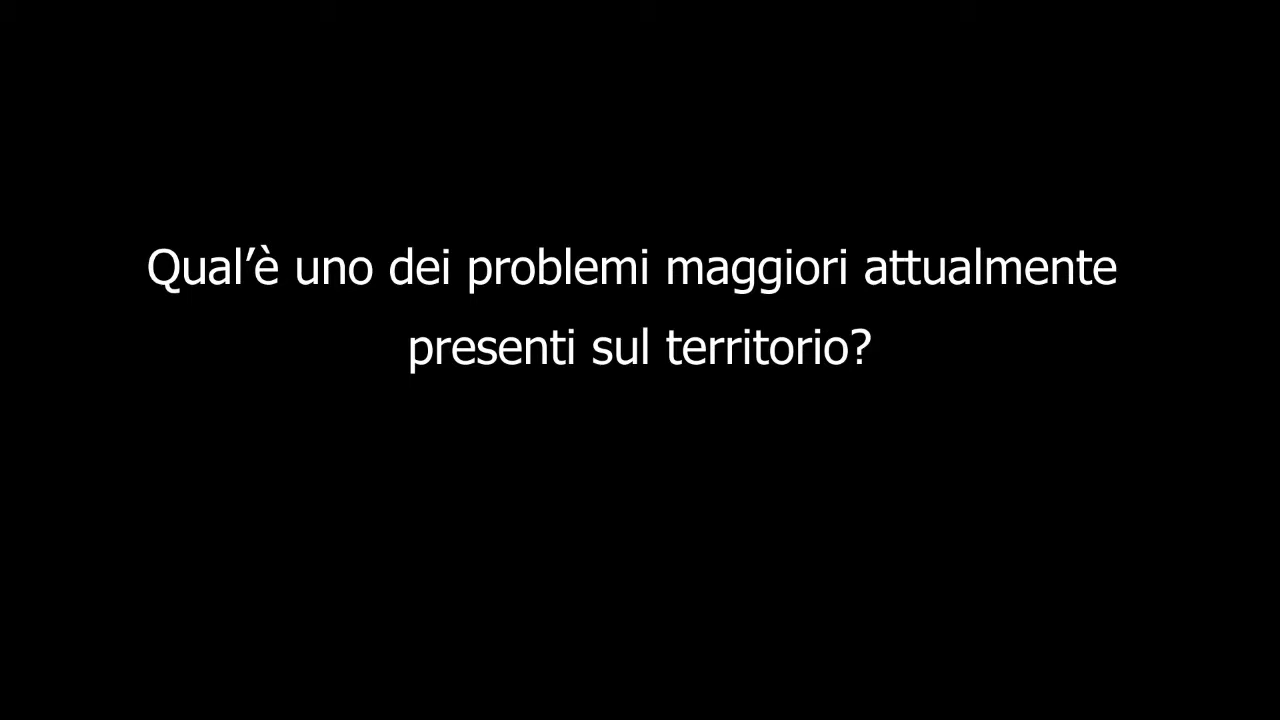 Qual’è uno dei problemi maggiori attualmente
presenti sul territorio?